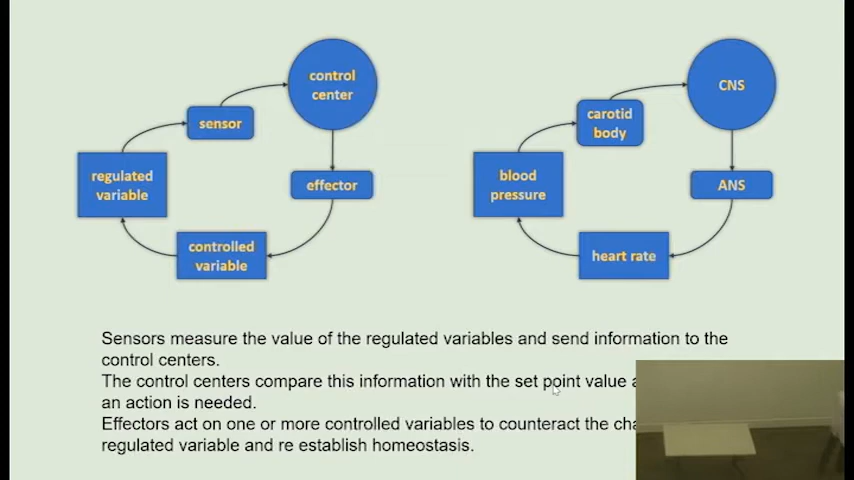 control
center
sensor
regulated
variable
effector
controlled
variable
CNS
carotid
body
blood
pressure
ANS
heart rate
Sensors measure the value of the regulated variables and send information to the
control centers.
The control centers compare this information with the set point value
an action is needed.
Effectors act on one or more controlled variables to counteract the
regulated variable and re establish homeostasis.